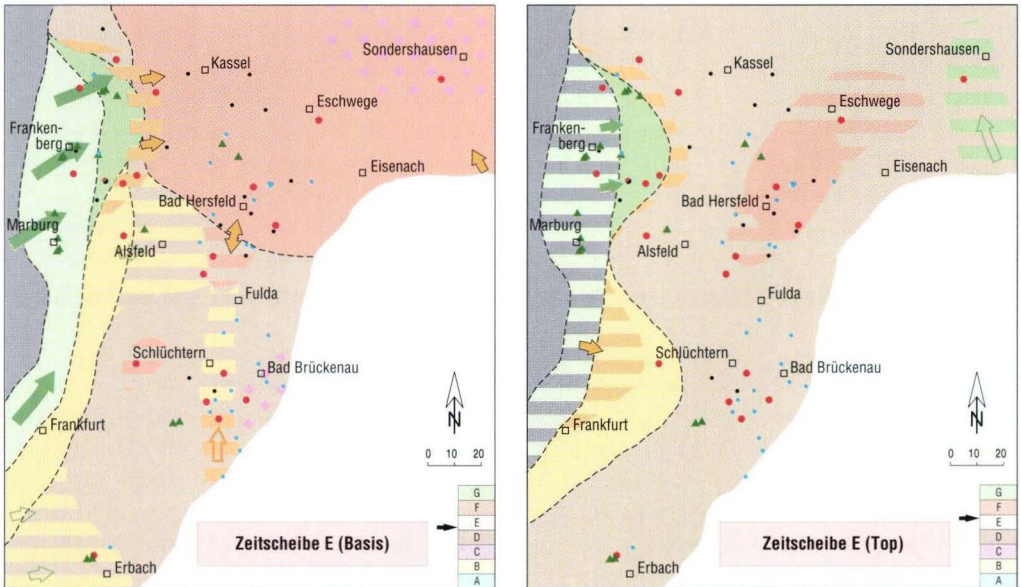 Sondershausen
Kassel
Eschwege
Franken-
berg
Eisenach
Bad Hersfeld
Marburg
Alsfeld
Fulda
Schlüchtern
Bad Brückenau
N
Frankfurt
0 10 20
G
F
E
D
C
B
A
Zeitscheibe E (Basis)
Erbach
Sondershausen
Kassel
Eschwege
Franken-
berg
Eisenach
Bad Hersfeld
Marburg
Alsfeld
Fulda
Schlüchtern
Bad Brückenau
N
Frankfurt
0 10 20
G
F
E
D
C
B
A
Zeitscheibe E (Top)
Erbach